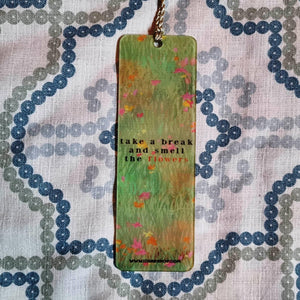 take a break
and smell
the flowers